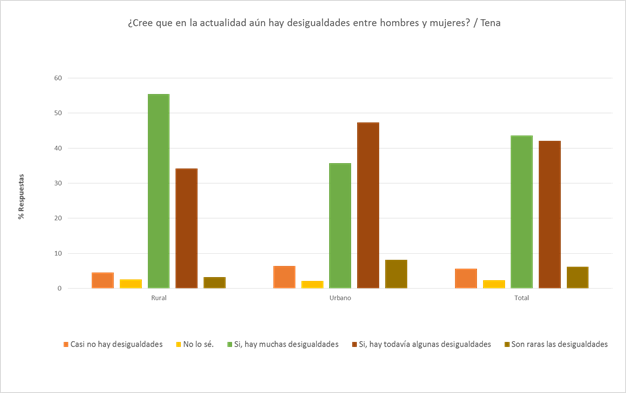 ¿Cree que en la actualidad aún hay desigualdades entre hombres y mujeres? / Tena
60
50
40
30
20
10
0
% Respuestas
Rural Urbano Total
Casi no hay desigualdades No lo sé. Si, hay muchas desigualdades Si, hay todavía algunas desigualdades Son raras las desigualdades